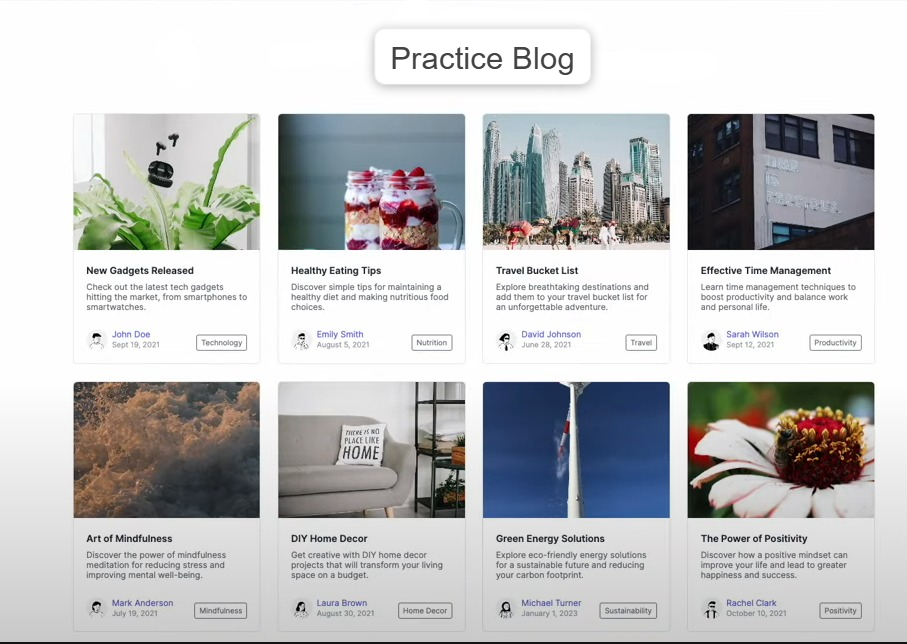 Practice Blog
TIME
IS
PRECIOUS.
New Gadgets Released
Check out the latest tech gadgets
hitting the market, from smartphones to
smartwatches.
John Doe
Sept 19, 2021
Technology
Healthy Eating Tips
Discover simple tips for maintaining a
healthy diet and making nutritious food
choices.
Emily Smith
August 5, 2021
Nutrition
Travel Bucket List
Explore breathtaking destinations and
add them to your travel bucket list for
an unforgettable adventure.
David Johnson
June 28, 2021
Travel
Effective Time Management
Learn time management techniques to
boost productivity and balance work
and personal life.
Sarah Wilson
Sept 12, 2021
Productivity
THERE IS NO
PLACE LIKE
HOME
Art of Mindfulness
Discover the power of mindfulness
meditation for reducing stress and
improving mental well-being.
Mark Anderson
July 19, 2021
Mindfulness
DIY Home Decor
Get creative with DIY home decor
projects that will transform your living
space on a budget.
Laura Brown
August 30, 2021
Home Decor
Green Energy Solutions
Explore eco-friendly energy solutions
for a sustainable future and reducing
your carbon footprint.
Michael Turner
January 1, 2023
Sustainability
The Power of Positivity
Discover how a positive mindset can
improve your life and lead to greater
happiness and success.
Rachel Clark
October 10, 2021
Positivity